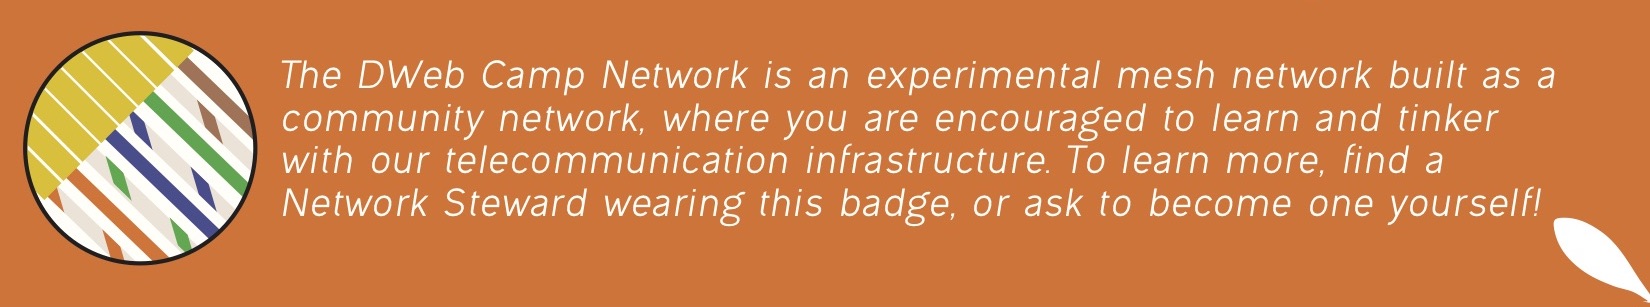 The DWeb Camp Network is an experimental mesh network built as a
community network, where you are encouraged to learn and tinker
with our telecommunication infrastructure. To learn more, find a
Network Steward wearing this badge, or ask to become one yourself!